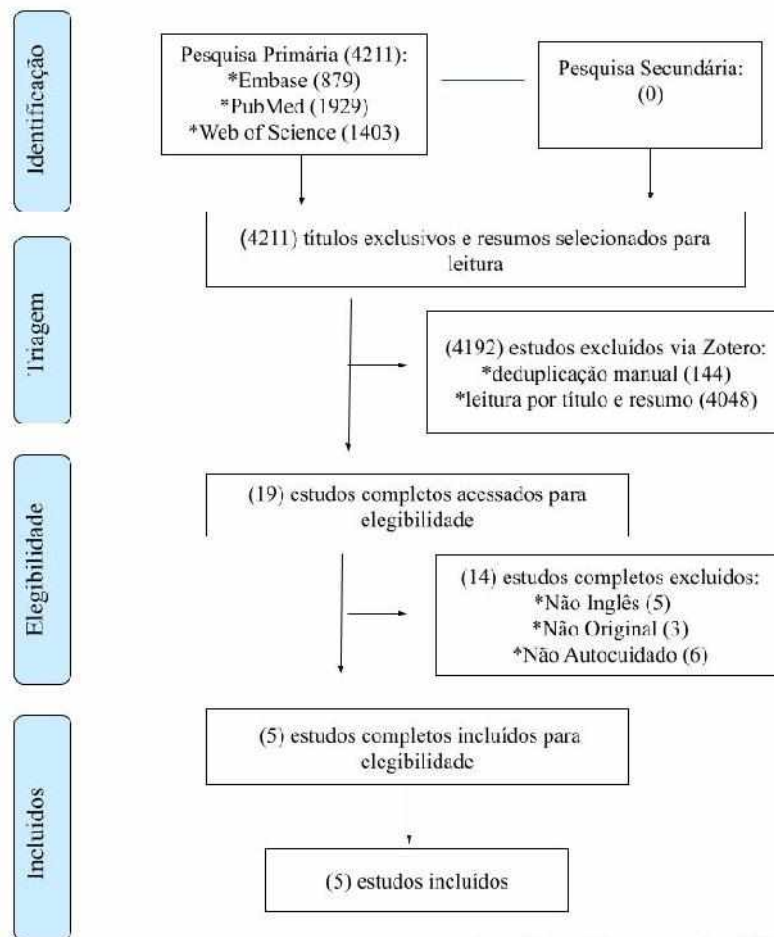 Identificação
Pesquisa Primária (4211):
*Embase (879)
*PubMed (1929)
*Web of Science (1403)
Pesquisa Secundária:
(0)
(4211) títulos exclusivos e resumos selecionados para
leitura
Triagem
(4192) estudos excluídos via Zotero:
*deduplicação manual (144)
*leitura por título e resumo (4048)
Elegibilidade
(19) estudos completos acessados para
elegibilidade
(14) estudos completos excluidos:
*Não Inglês (5)
*Não Original (3)
*Não Autocuidado (6)
Incluidos
(5) estudos completos incluídos para
elegibilidade
(5) estudos incluídos